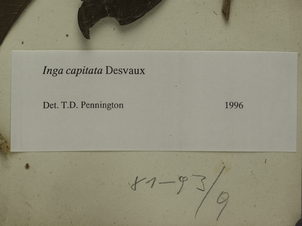 Inga capitata Desvaux
Det. T.D. Pennington 1996
81-93/9